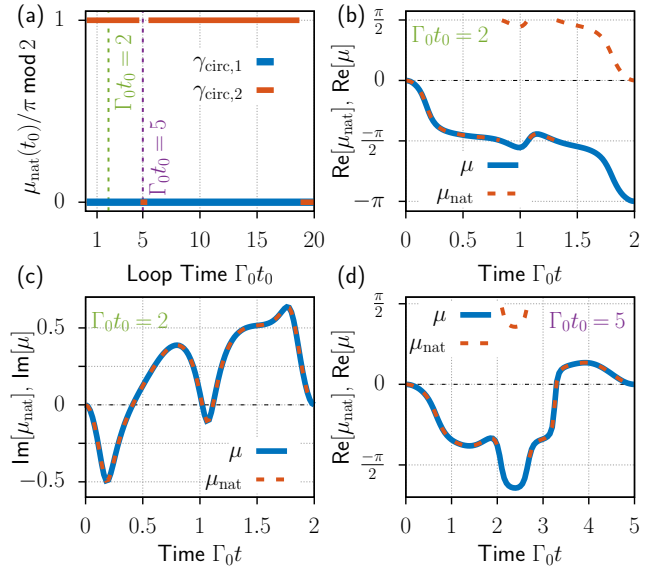 (a)
1
0
μnat(t0)/π mod 2
Γ0t0 = 2
Γ0t0 = 5
γcirc,1
γcirc,2
1 5 10 15 20
Loop Time Γ0t0
(b)
Γ0t0 = 2
π/2
0
−π/2
−π
Re[μnat], Re[μ]
μ
μnat
0 0.5 1 1.5 2
Time Γ0t
(c)
Γ0t0 = 2
0.5
0
−0.5
Im[μnat], Im[μ]
μ
μnat
0 0.5 1 1.5 2
Time Γ0t
(d)
π/2
0
−π/2
Re[μnat], Re[μ]
μ
μnat
Γ0t0 = 5
0 1 2 3 4 5
Time Γ0t